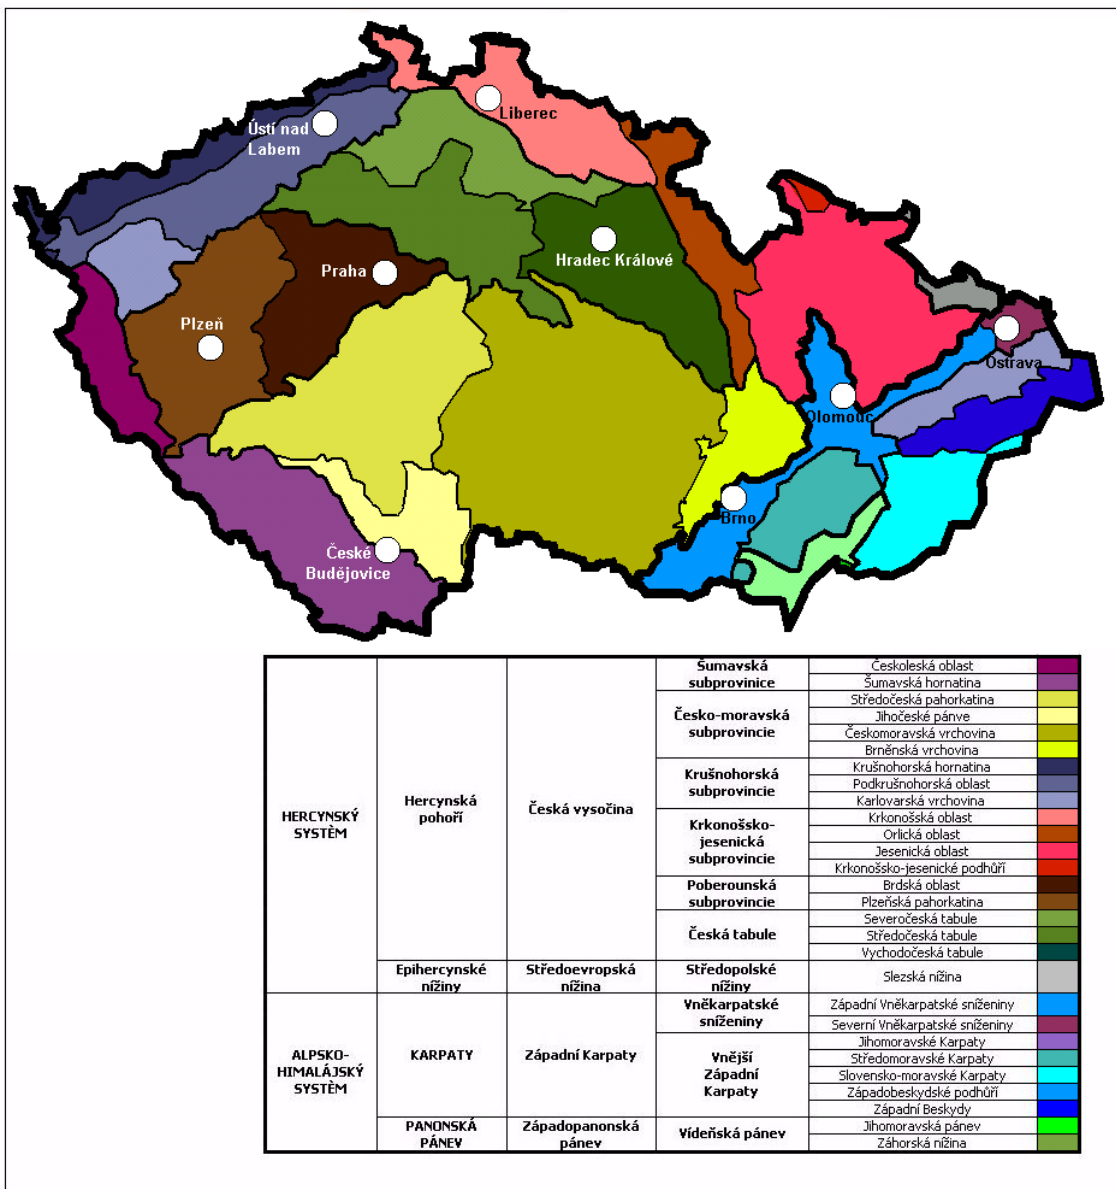 Liberec
Ústí nad
Labem
Hradec Králové
Praha
Plzeň
Ostrava
Olomouc
Brno
České
Budějovice
HERCYNSKÝ
SYSTÈM
Hercynská
pohoří
Česká vysočina
Šumavská
subprovinice
Českoleská oblast
Šumavská hornatina
Česko-moravská
subprovincie
Středočeská pahorkatina
Jihočeské pánve
Českomoravská vrchovina
Brněnská vrchovina
Krušnohorská
subprovincie
Krušnohorská hornatina
Podkrušnohorská oblast
Karlovarská vrchovina
Krkonošsko-
jesenická
subprovincie
Krkonošská oblast
Orlická oblast
Jesenická oblast
Krkonošsko-jesenické podhůří
Poberounská
subprovincie
Brdská oblast
Plzeňská pahorkatina
Česká tabule
Severočeská tabule
Středočeská tabule
Vychodočeská tabule
Epihercynské
nížiny
Středoevropská
nížina
Středopolské
nížiny
Slezská nížina
ALPSKO-
HIMALÁJSKÝ
SYSTÉM
KARPATY
Západní Karpaty
Vněkarpatské
sníženiny
Západní Vněkarpatské sníženiny
Severní Vněkarpatské sníženiny
Vnější
Západní
Karpaty
Jihomoravské Karpaty
Středomoravské Karpaty
Slovensko-moravské Karpaty
Západobeskydské podhůří
Západní Beskydy
PANONSKÁ
PÁNEV
Západopanonská
pánev
Vídeňská pánev
Jihomoravská pánev
Záhorská nížina